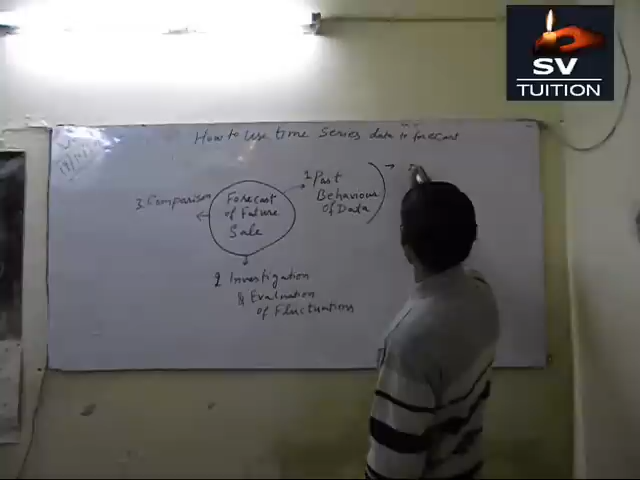 SV
TUITION
How to use time series data to forecast
1 Past
Behaviour
of Data
3. Comparison
Forecast
of Future
Sale
2 Investigation
& Evaluation
of Fluctuations